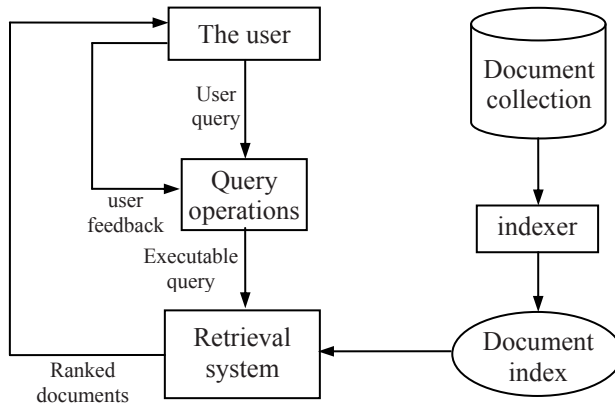 The user
User
query
user
feedback
Query
operations
Executable
query
Retrieval
system
Ranked
documents
Document
collection
indexer
Document
index